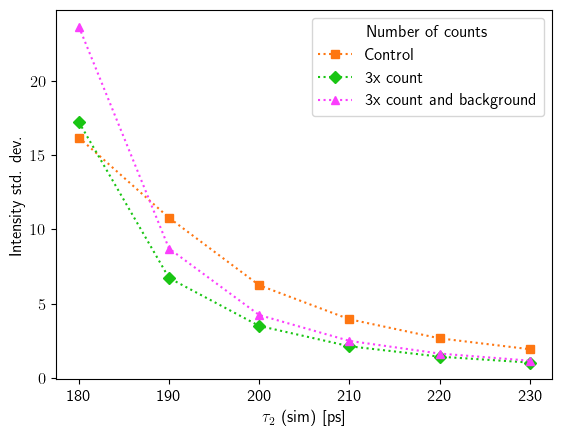 Number of counts
Control
3x count
3x count and background
Intensity std. dev.
20
15
10
5
0
180 190 200 210 220 230
τ₂ (sim) [ps]